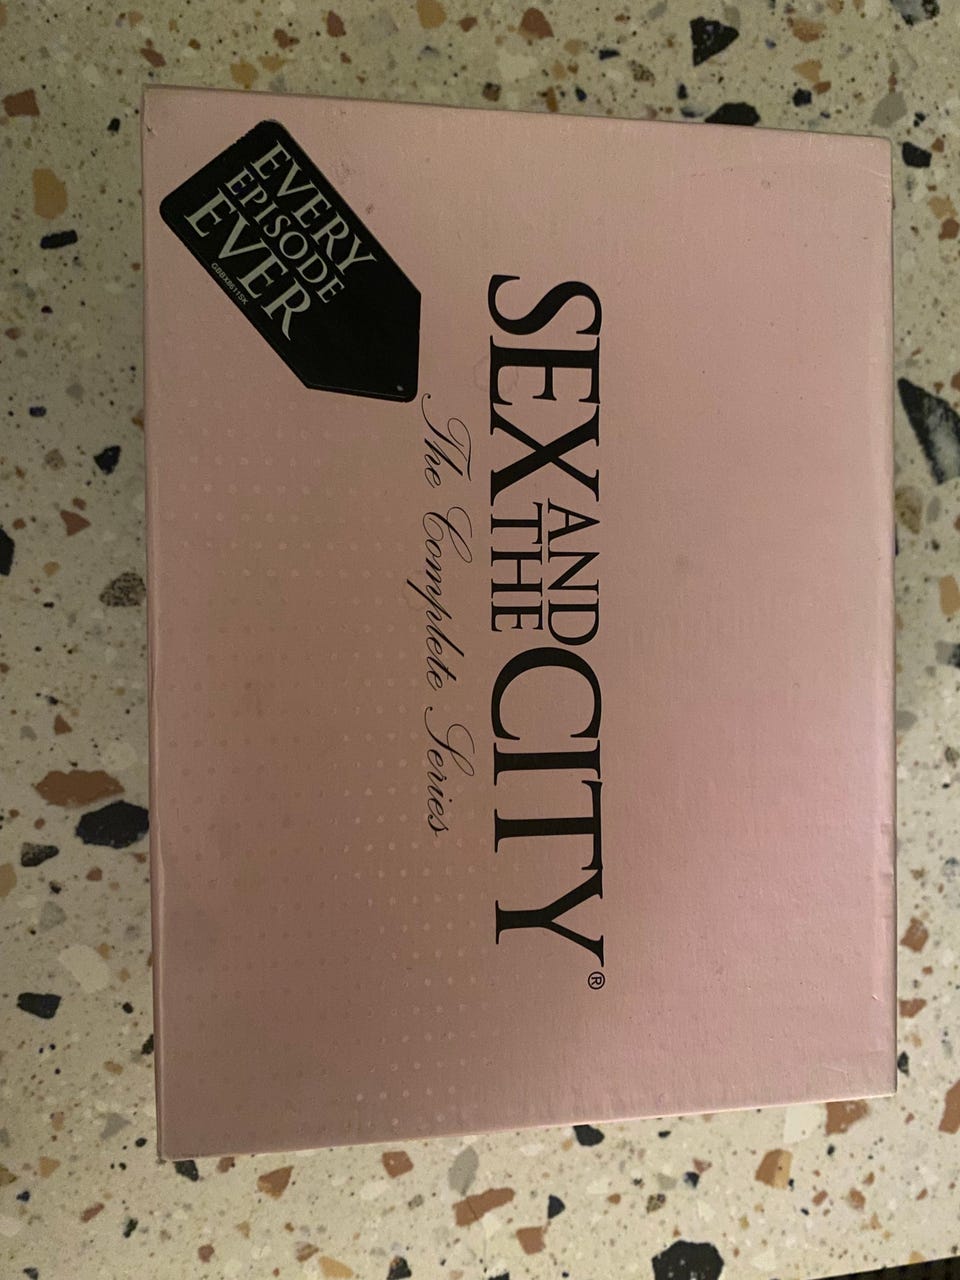 SEX AND THE CITY®
The Complete Series
EVERY
EPISODE
EVER